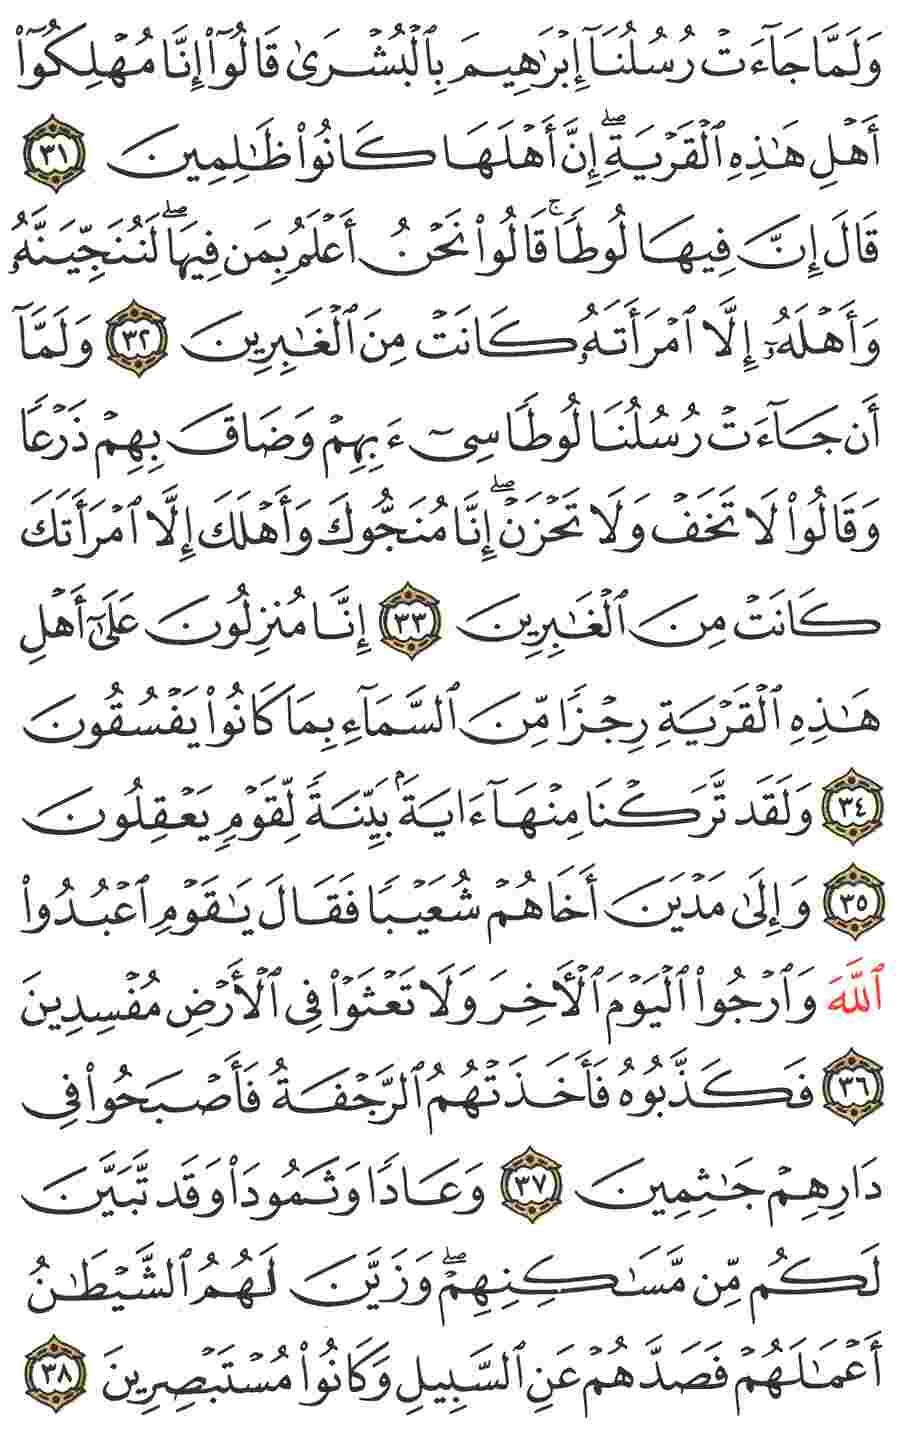 وَلَمَّا جَآءَتۡ رُسُلُنَآ إِبۡرَٰهِيمَ بِٱلۡبُشۡرَىٰ قَالُوٓاْ إِنَّا مُهۡلِكُوٓاْ
أَهۡلِ هَٰذِهِ ٱلۡقَرۡيَةِۖ إِنَّ أَهۡلَهَا كَانُواْ ظَٰلِمِينَ ٣١
قَالَ إِنَّ فِيهَا لُوطٗاۚ قَالُواْ نَحۡنُ أَعۡلَمُ بِمَن فِيهَاۖ لَنُنَجِّيَنَّهُۥ
وَأَهۡلَهُۥٓ إِلَّا ٱمۡرَأَتَهُۥ كَانَتۡ مِنَ ٱلۡغَٰبِرِينَ ٣٢ وَلَمَّآ
أَن جَآءَتۡ رُسُلُنَا لُوطٗا سِيٓءَ بِهِمۡ وَضَاقَ بِهِمۡ ذَرۡعٗا
وَقَالُواْ لَا تَخَفۡ وَلَا تَحۡزَنۡۖ إِنَّا مُنَجُّوكَ وَأَهۡلَكَ إِلَّا ٱمۡرَأَتَكَ
كَانَتۡ مِنَ ٱلۡغَٰبِرِينَ ٣٣ إِنَّا مُنزِلُونَ عَلَىٰٓ أَهۡلِ
هَٰذِهِ ٱلۡقَرۡيَةِ رِجۡزٗا مِّنَ ٱلسَّمَآءِ بِمَا كَانُواْ يَفۡسُقُونَ
٣٤ وَلَقَد تَّرَكۡنَا مِنۡهَآ ءَايَةَۢ بَيِّنَةٗ لِّقَوۡمٖ يَعۡقِلُونَ
٣٥ وَإِلَىٰ مَدۡيَنَ أَخَاهُمۡ شُعَيۡبٗا فَقَالَ يَٰقَوۡمِ ٱعۡبُدُواْ
ٱللَّهَ وَٱرۡجُواْ ٱلۡيَوۡمَ ٱلۡأٓخِرَ وَلَا تَعۡثَوۡاْ فِي ٱلۡأَرۡضِ مُفۡسِدِينَ
٣٦ فَكَذَّبُوهُ فَأَخَذَتۡهُمُ ٱلرَّجۡفَةُ فَأَصۡبَحُواْ فِي
دَارِهِمۡ جَٰثِمِينَ ٣٧ وَعَادٗا وَثَمُودَاْ وَقَد تَّبَيَّنَ
لَكُم مِّن مَّسَٰكِنِهِمۡۖ وَزَيَّنَ لَهُمُ ٱلشَّيۡطَٰنُ
أَعۡمَٰلَهُمۡ فَصَدَّهُمۡ عَنِ ٱلسَّبِيلِ وَكَانُواْ مُسۡتَبۡصِرِينَ ٣٨